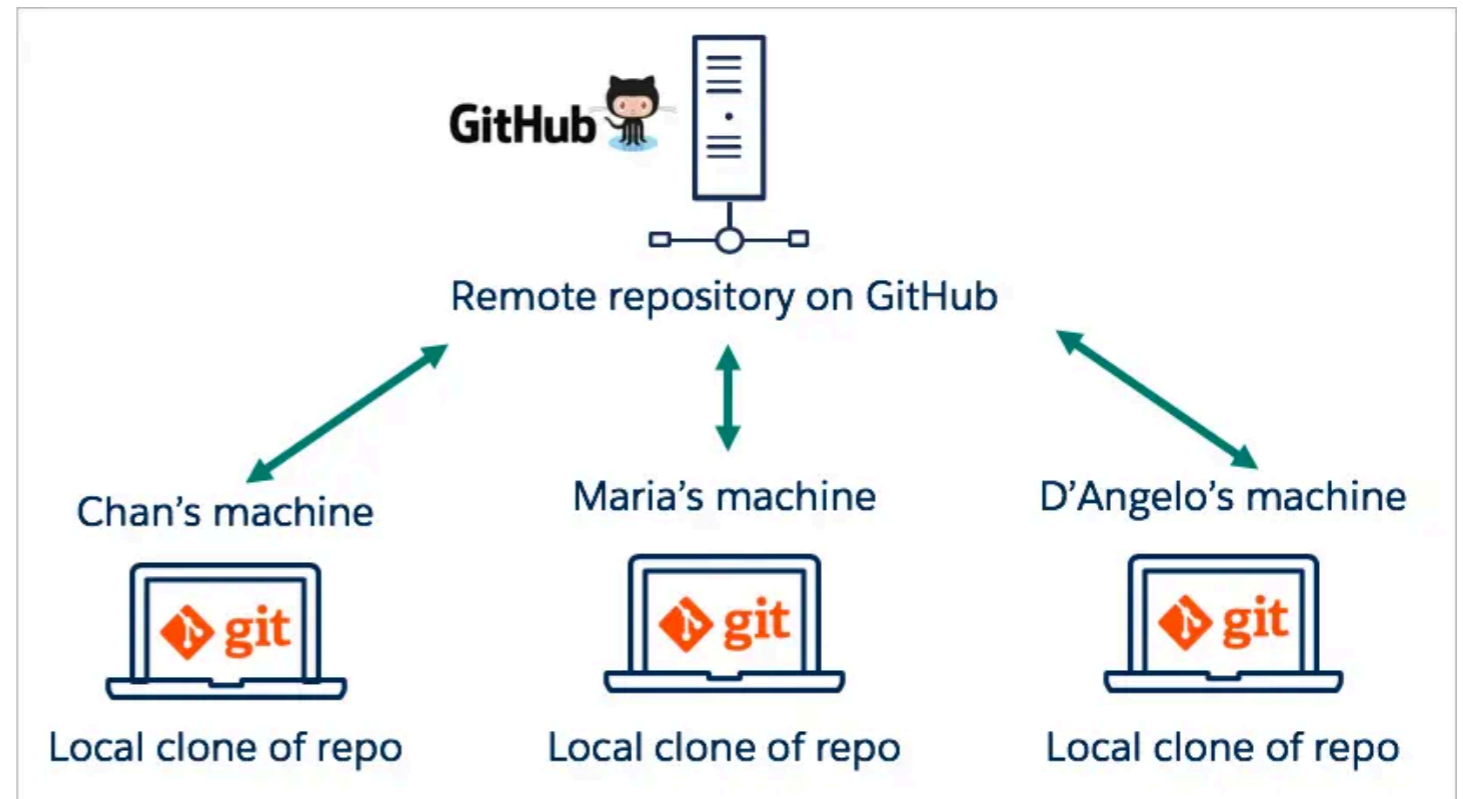 GitHub
Remote repository on GitHub
Chan's machine
Maria's machine
D'Angelo's machine
git
git
git
Local clone of repo
Local clone of repo
Local clone of repo